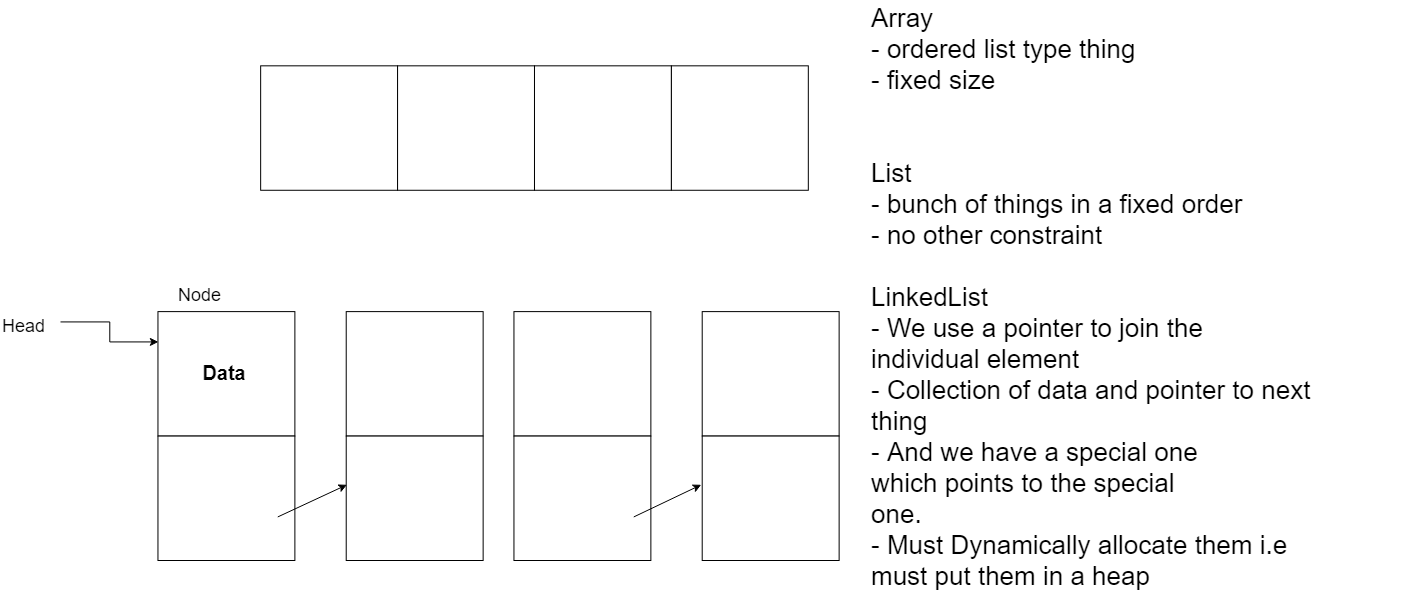 Array
- ordered list type thing
- fixed size
List
- bunch of things in a fixed order
- no other constraint
Node
Head
Data
LinkedList
- We use a pointer to join the
individual element
- Collection of data and pointer to next
thing
- And we have a special one
which points to the special
one.
- Must Dynamically allocate them i.e
must put them in a heap